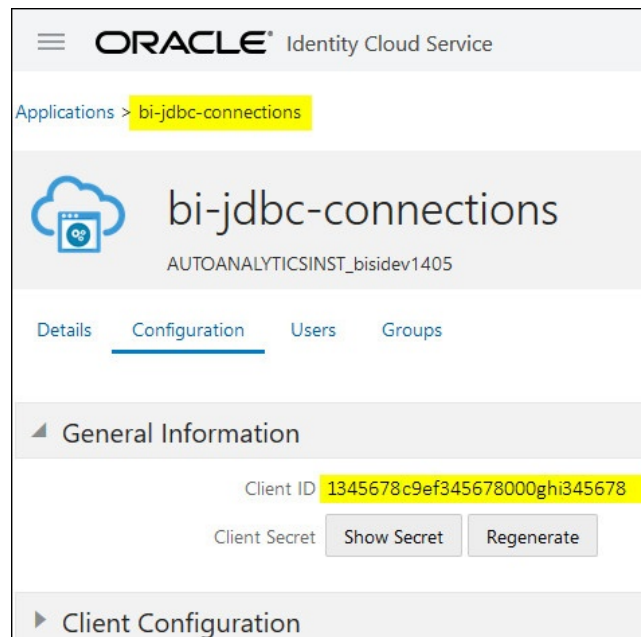 ORACLE® Identity Cloud Service
Applications > bi-jdbc-connections
bi-jdbc-connections
AUTOANALYTICSINST_bisidev1405
Details Configuration Users Groups
General Information
Client ID 1345678c9ef345678000ghi345678
Client Secret Show Secret Regenerate
Client Configuration